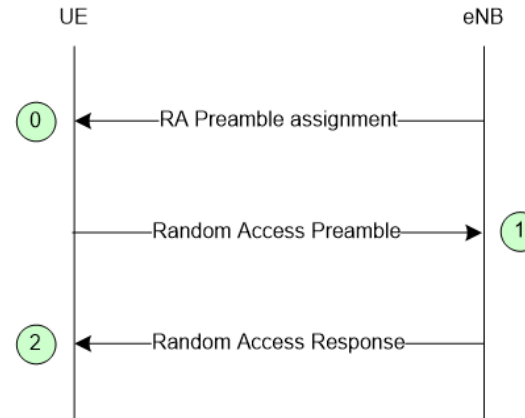 UE eNB
0 RA Preamble assignment
Random Access Preamble 1
2 Random Access Response